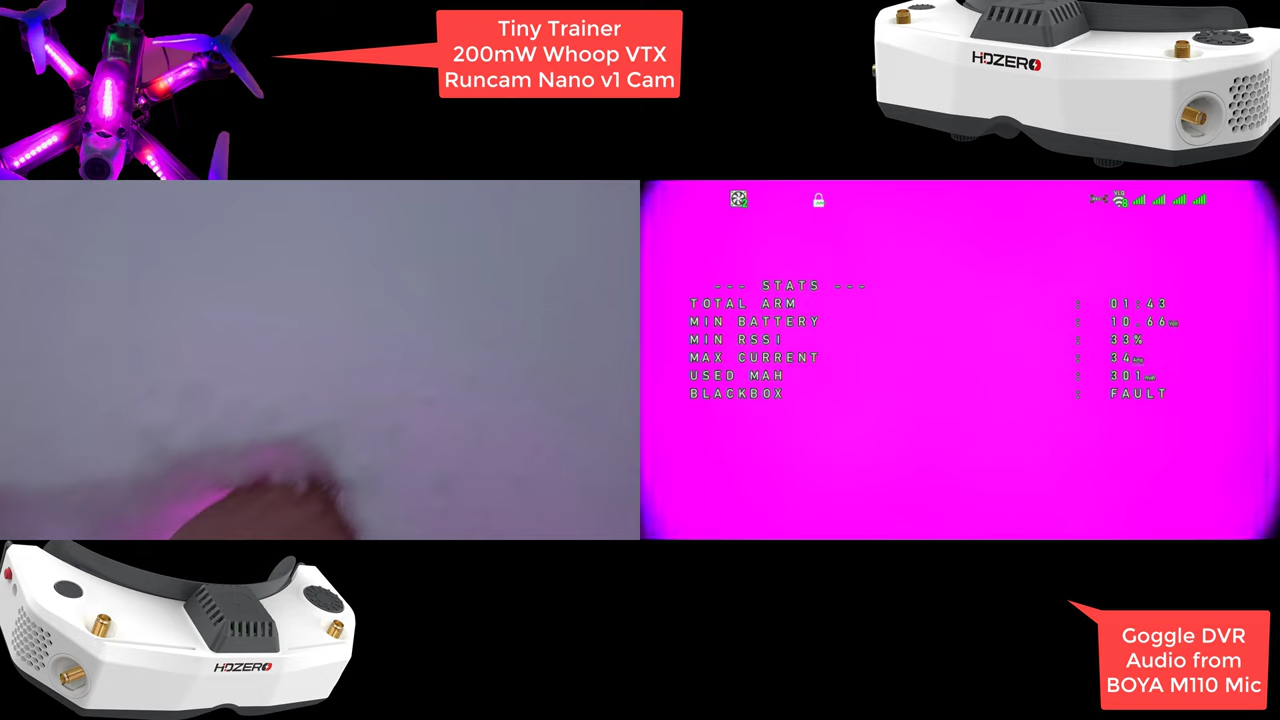 Tiny Trainer
200mW Whoop VTX
Runcam Nano v1 Cam
HDZERO
VLQ
--- STATS ---
TOTAL ARM : 01:43
MIN BATTERY : 10.66
MIN RSSI : 33%
MAX CURRENT : 34
USED MAH : 301
BLACKBOX : FAULT
HDZERO
Goggle DVR
Audio from
BOYA M110 Mic